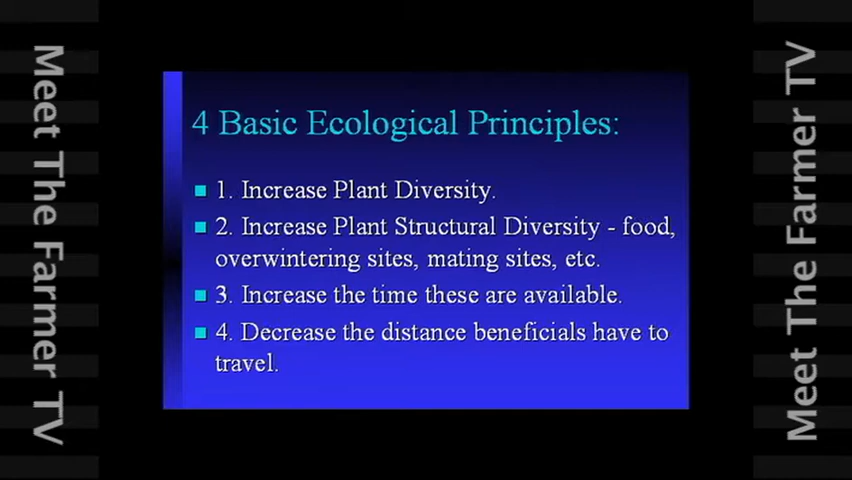 Meet The Farmer TV
4 Basic Ecological Principles:
1. Increase Plant Diversity.
2. Increase Plant Structural Diversity - food,
overwintering sites, mating sites, etc.
3. Increase the time these are available.
4. Decrease the distance beneficials have to
travel.
Meet The Farmer TV